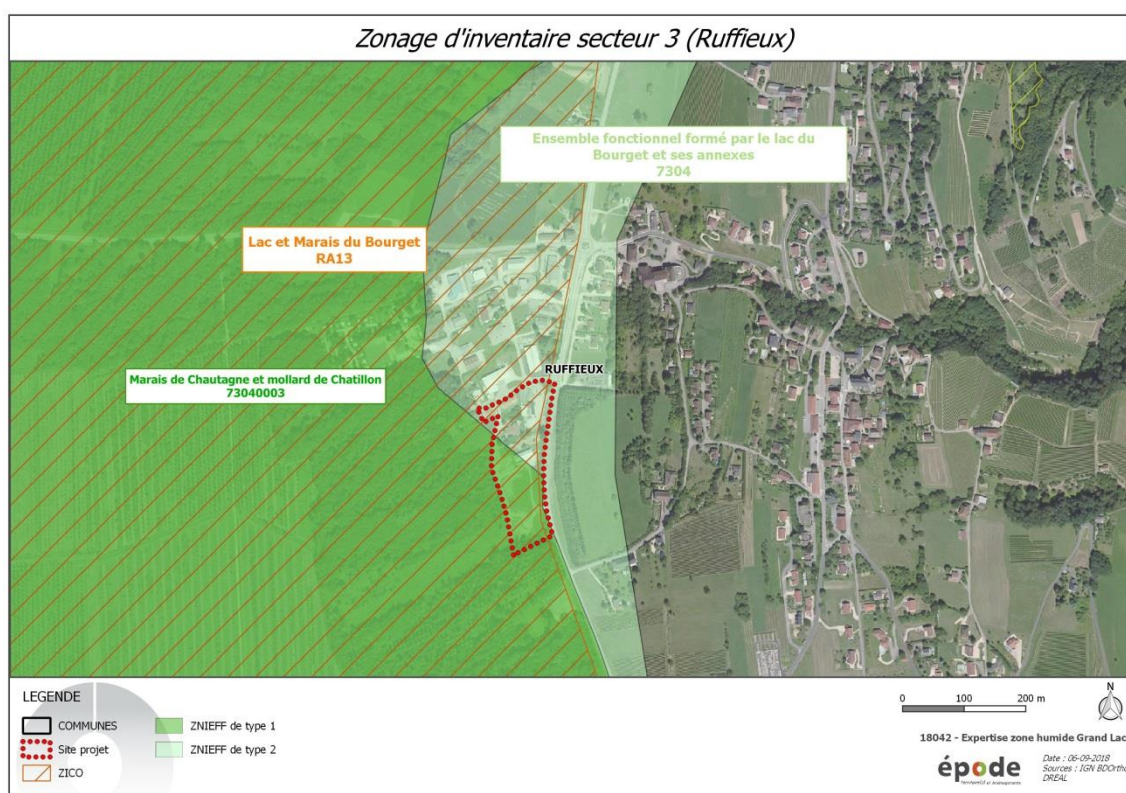 Zonage d'inventaire secteur 3 (Ruffieux)
Ensemble fonctionnel formé par le lac du
Bourget et ses annexes
7304
Lac et Marais du Bourget
RA13
RUFFIEUX
Marais de Chautagne et mollard de Chatillon
73040003
LEGENDE
COMMUNES
Site projet
ZICO
ZNIEFF de type 1
ZNIEFF de type 2
0 100 200 m
N
18042 - Expertise zone humide Grand Lac
épode
territorialité et aménagements
Date : 06-09-2018
Sources : IGN BDOrtho
DREAL